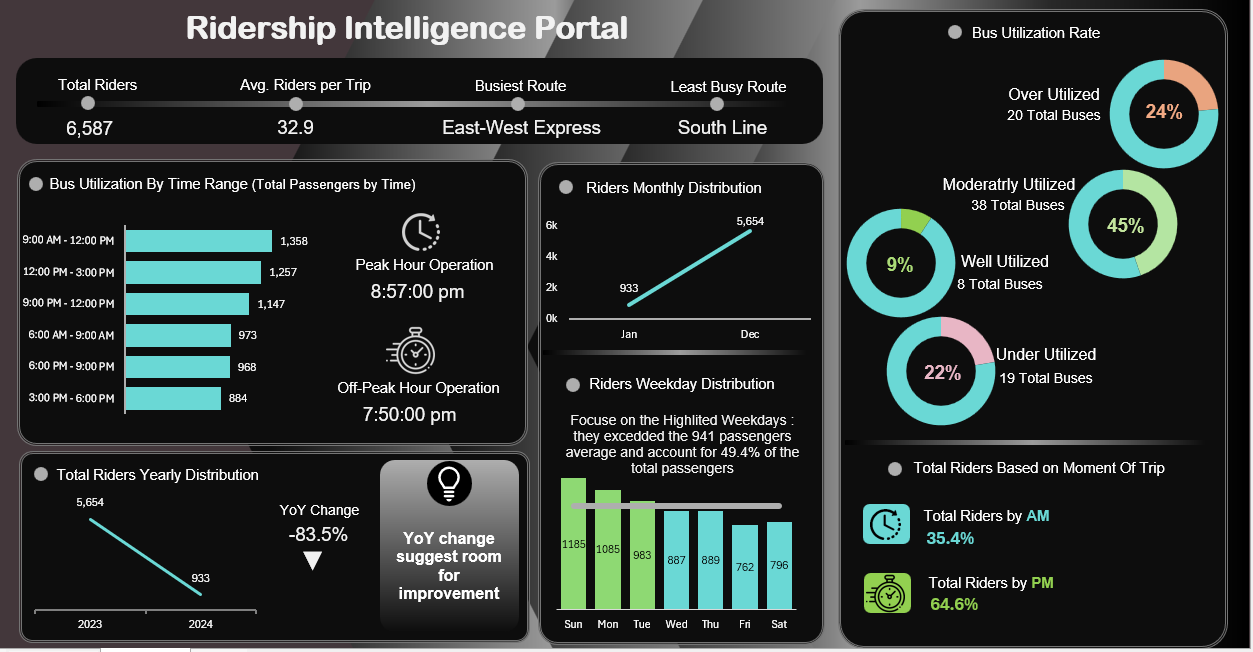 Ridership Intelligence Portal
Total Riders
6,587
Avg. Riders per Trip
32.9
Busiest Route
East-West Express
Least Busy Route
South Line
Bus Utilization By Time Range (Total Passengers by Time)
9:00 AM - 12:00 PM
1,358
12:00 PM - 3:00 PM
1,257
9:00 PM - 12:00 PM
1,147
6:00 AM - 9:00 AM
973
6:00 PM - 9:00 PM
968
3:00 PM - 6:00 PM
884
Peak Hour Operation
8:57:00 pm
Off-Peak Hour Operation
7:50:00 pm
Total Riders Yearly Distribution
5,654
933
2023
2024
YoY Change
-83.5%
YoY change
suggest room
for
improvement
Riders Monthly Distribution
6k
4k
2k
0k
933
5,654
Jan
Dec
Riders Weekday Distribution
Focuse on the Highlited Weekdays :
they excedded the 941 passengers
average and account for 49.4% of the
total passengers
1185
1085
983
887
889
762
796
Sun
Mon
Tue
Wed
Thu
Fri
Sat
Bus Utilization Rate
Over Utilized
20 Total Buses
24%
Moderatrly Utilized
38 Total Buses
45%
9%
Well Utilized
8 Total Buses
22%
Under Utilized
19 Total Buses
Total Riders Based on Moment Of Trip
Total Riders by AM
35.4%
Total Riders by PM
64.6%